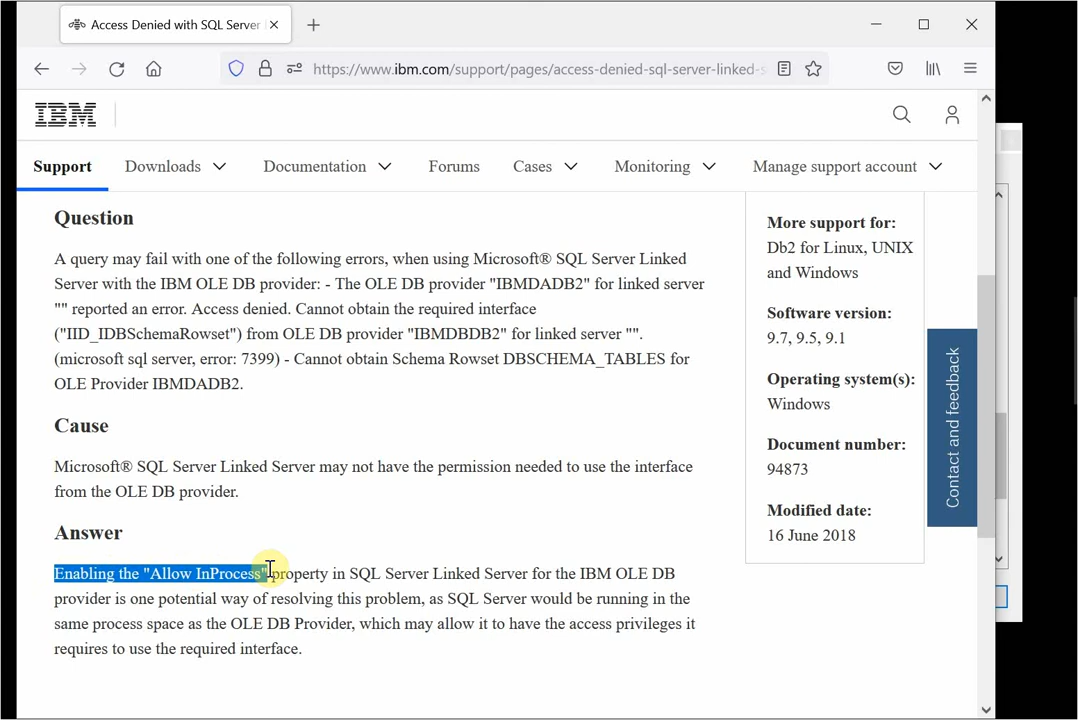 Access Denied with SQL Server
https://www.ibm.com/support/pages/access-denied-sql-server-linked-s
IBM
Support
Downloads
Documentation
Forums
Cases
Monitoring
Manage support account
Question
A query may fail with one of the following errors, when using Microsoft® SQL Server Linked
Server with the IBM OLE DB provider: - The OLE DB provider "IBMDADB2" for linked server
"" reported an error. Access denied. Cannot obtain the required interface
("IID_IDBSchemaRowset") from OLE DB provider "IBMDBDB2" for linked server "".
(microsoft sql server, error: 7399) - Cannot obtain Schema Rowset DBSCHEMA_TABLES for
OLE Provider IBMDADB2.
Cause
Microsoft® SQL Server Linked Server may not have the permission needed to use the interface
from the OLE DB provider.
Answer
Enabling the "Allow InProcess" property in SQL Server Linked Server for the IBM OLE DB
provider is one potential way of resolving this problem, as SQL Server would be running in the
same process space as the OLE DB Provider, which may allow it to have the access privileges it
requires to use the required interface.
More support for:
Db2 for Linux, UNIX
and Windows
Software version:
9.7, 9.5, 9.1
Operating system(s):
Windows
Document number:
94873
Modified date:
16 June 2018
Contact and feedback